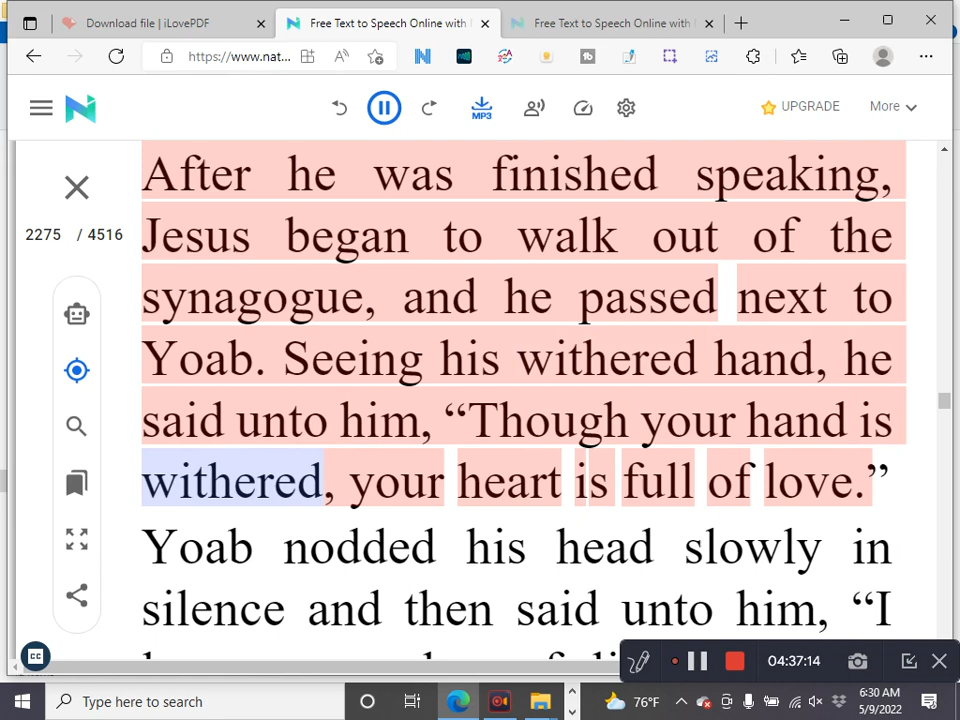 Download file | iLovePDF
Free Text to Speech Online with
Free Text to Speech Online with
https://www.nat...
MP3
UPGRADE
More
2275 / 4516
After he was finished speaking,
Jesus began to walk out of the
synagogue, and he passed next to
Yoab. Seeing his withered hand, he
said unto him, “Though your hand is
withered, your heart is full of love.”
Yoab nodded his head slowly in
silence and then said unto him, “I
CC
04:37:14
Type here to search
76°F
6:30 AM
5/9/2022